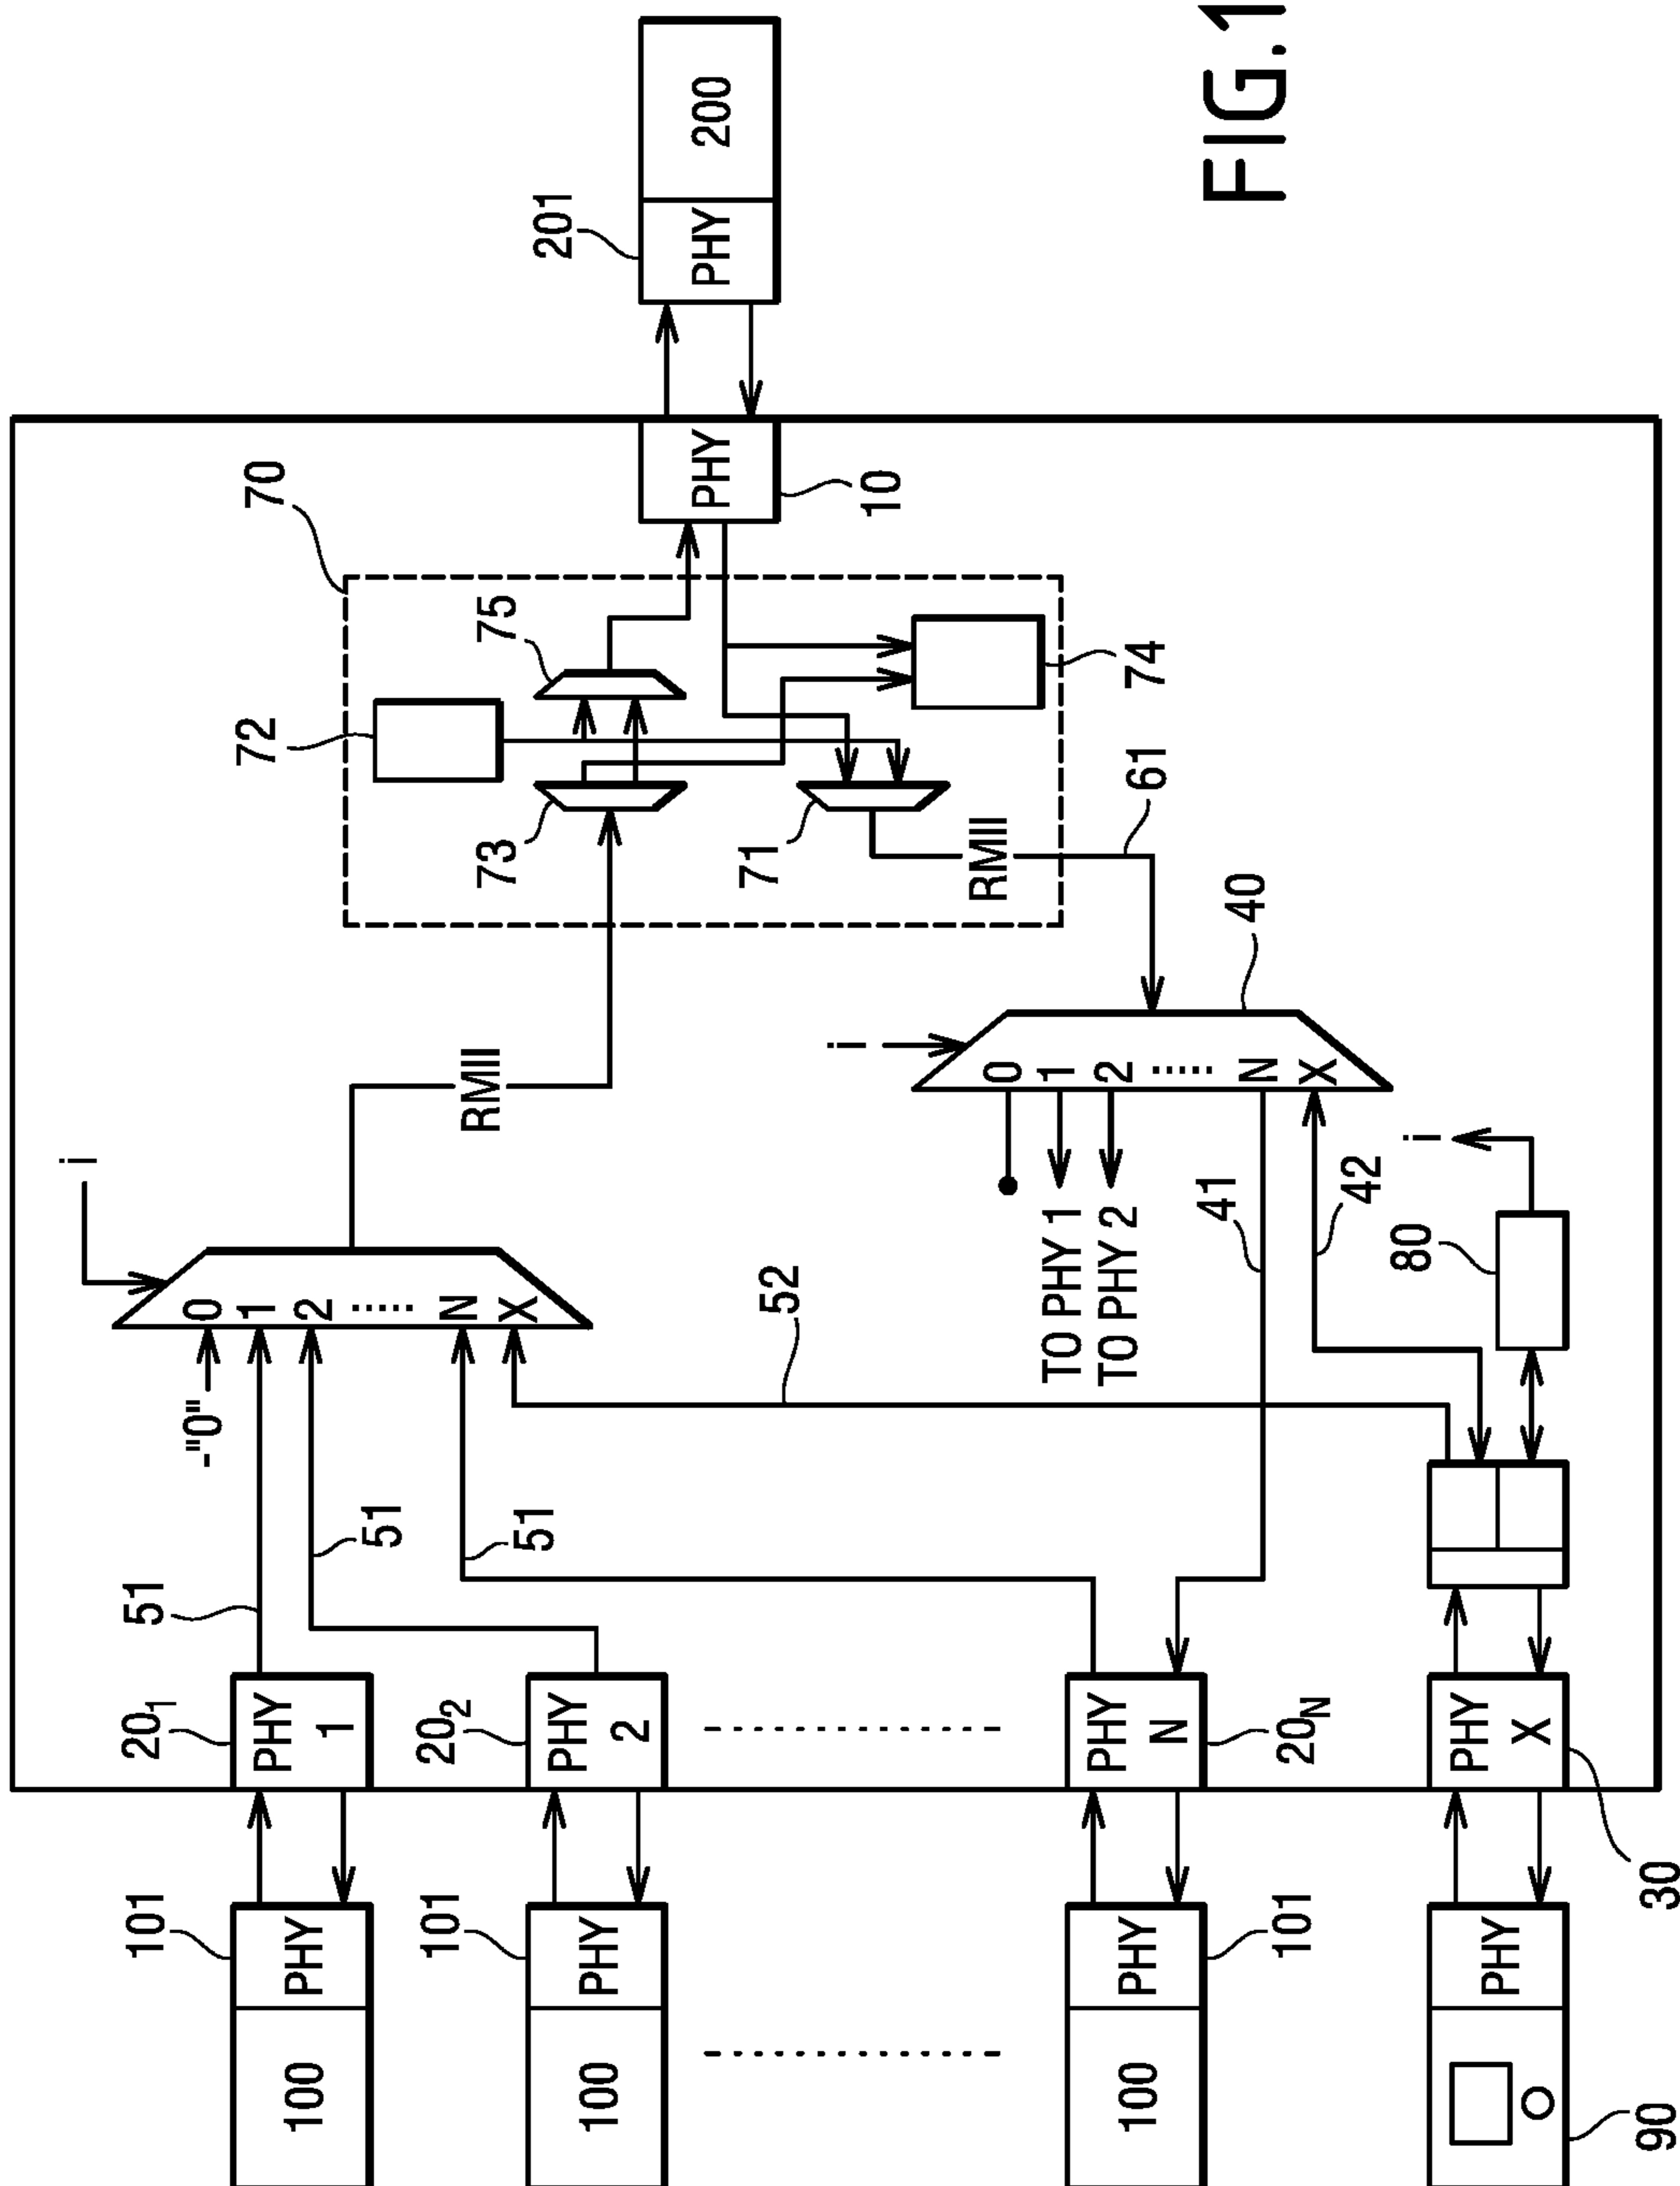 101
20₁
51
100
PHY
PHY
1
-"0"
0
1
2
.....
N
X
i
RMII
70
72
73
75
71
RMII
61
74
10
PHY
201
PHY
200
101
20₂
51
100
PHY
PHY
2
51
52
i
0
1
2
.....
N
X
40
TO PHY 1
TO PHY 2
41
42
100
PHY
101
PHY
N
20N
80
i
90
PHY
PHY
X
30
FIG.1